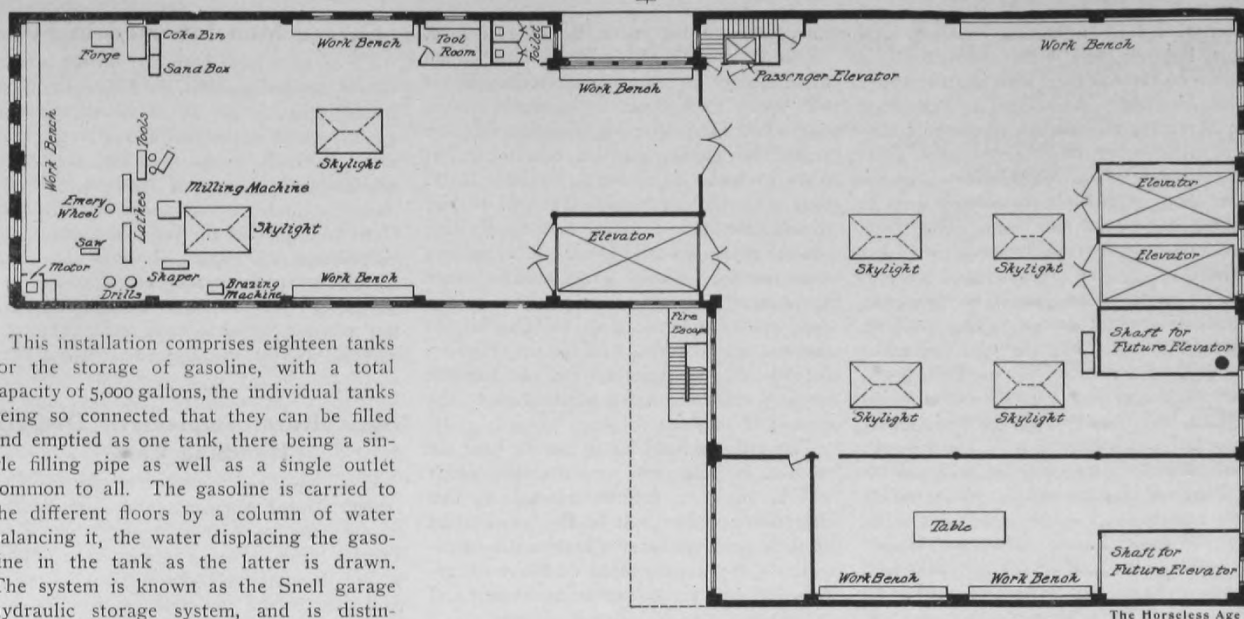 Coke Bin
Forge
Sand Box
Work Bench
Tool
Room
Toilet
Work Bench
Passenger Elevator
Work Bench
Work Bench
Tools
Skylight
Milling Machine
Emery
Wheel
Lathes
Skylight
Saw
Motor
Shaper
Drills
Brazing
Machine
Work Bench
Elevator
Skylight
Skylight
Elevator
Elevator
Fire
Escape
Shaft for
Future Elevator
Skylight
Skylight
Table
Work Bench
Work Bench
Shaft for
Future Elevator
The Horseless Age
This installation comprises eighteen tanks
or the storage of gasoline, with a total
apacity of 5,000 gallons, the individual tanks
eing so connected that they can be filled
nd emptied as one tank, there being a sin-
le filling pipe as well as a single outlet
ommon to all. The gasoline is carried to
he different floors by a column of water
alancing it, the water displacing the gaso-
ine in the tank as the latter is drawn.
The system is known as the Snell garage
ydraulic storage system, and is distin-